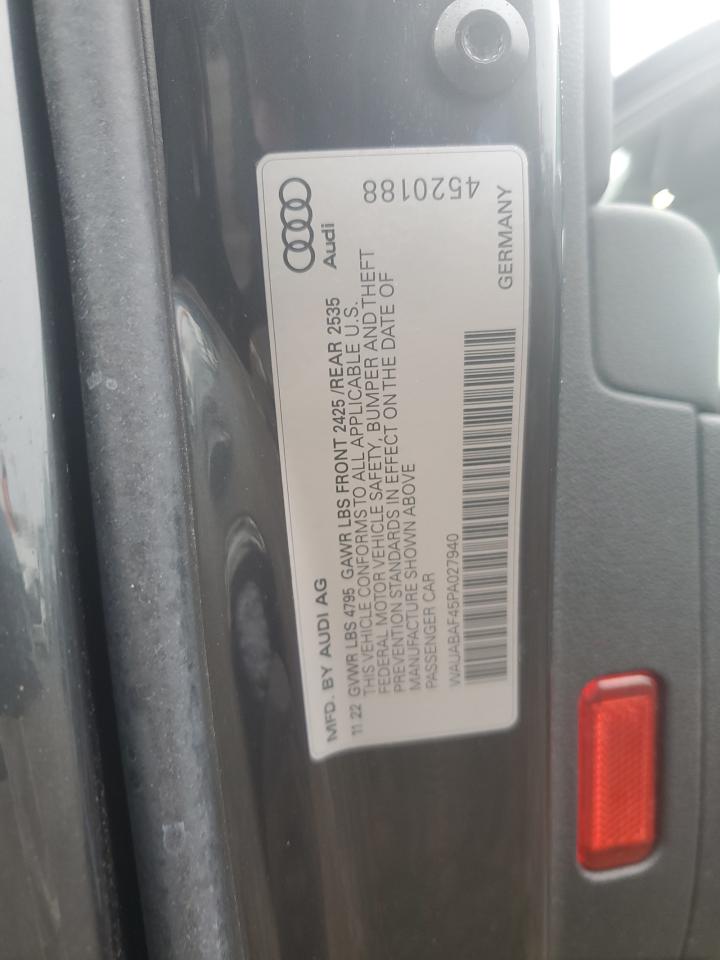 Audi
MFD. BY AUDI AG
4520188
11.22 GVWR LBS 4795 GAWR LBS FRONT 2425 /REAR 2535
THIS VEHICLE CONFORMS TO ALL APPLICABLE U.S.
FEDERAL MOTOR VEHICLE SAFETY, BUMPER AND THEFT
PREVENTION STANDARDS IN EFFECT ON THE DATE OF
MANUFACTURE SHOWN ABOVE
PASSENGER CAR
WAUABAF45PA027940
GERMANY